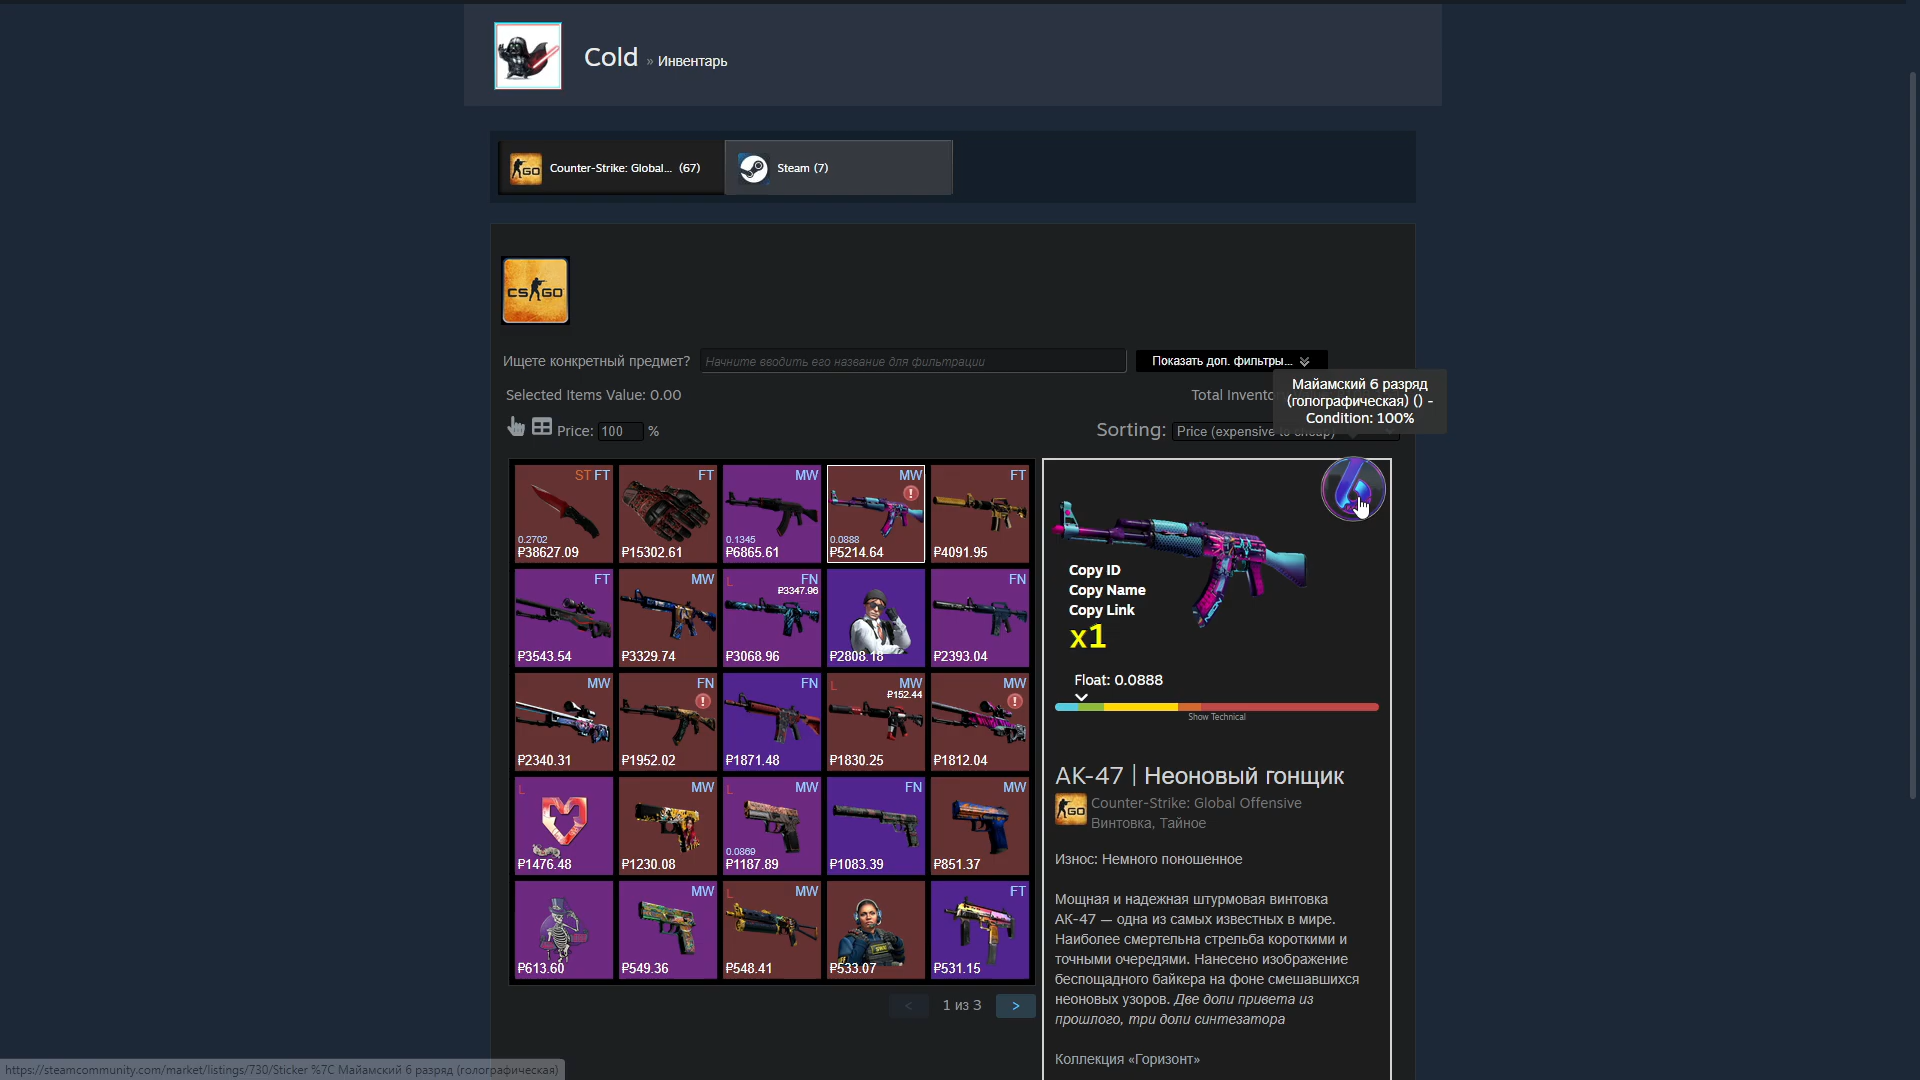 Cold » Инвентарь
Counter-Strike: Global... (67)
Steam (7)
CS GO
Ищете конкретный предмет?
Начните вводить его название для фильтрации
Показать доп. фильтры...
Selected Items Value: 0.00
Total Invento
Майамский 6 разряд
(голографическая) () -
Condition: 100%
Price: 100 %
Sorting: Price (expensive to cheap)
ST FT
0.2702
₽38627.09
FT
₽15302.61
MW
0.1345
₽6865.61
MW
0.0888
₽5214.64
FT
₽4091.95
FT
₽3543.54
MW
₽3329.74
L FN
₽3347.96
₽3068.96
₽2808.18
FN
₽2393.04
MW
₽2340.31
FN
₽1952.02
FN
₽1871.48
L MW
₽152.44
₽1830.25
MW
₽1812.04
L
₽1476.48
MW
₽1230.08
L MW
0.0869
₽1187.89
FN
₽1083.39
MW
₽851.37
₽613.60
MW
₽549.36
L MW
₽548.41
₽533.07
FT
₽531.15
< 1 из 3 >
Copy ID
Copy Name
Copy Link
x1
Float: 0.0888
Show Technical
AK-47 | Неоновый гонщик
Counter-Strike: Global Offensive
Винтовка, Тайное
Износ: Немного поношенное
Мощная и надежная штурмовая винтовка
АК-47 — одна из самых известных в мире.
Наиболее смертельна стрельба короткими и
точными очередями. Нанесено изображение
беспощадного байкера на фоне смешавшихся
неоновых узоров. Две доли привета из
прошлого, три доли синтезатора
Коллекция «Горизонт»
https://steamcommunity.com/market/listings/730/Sticker %7C Майамский 6 разряд (голографическая)